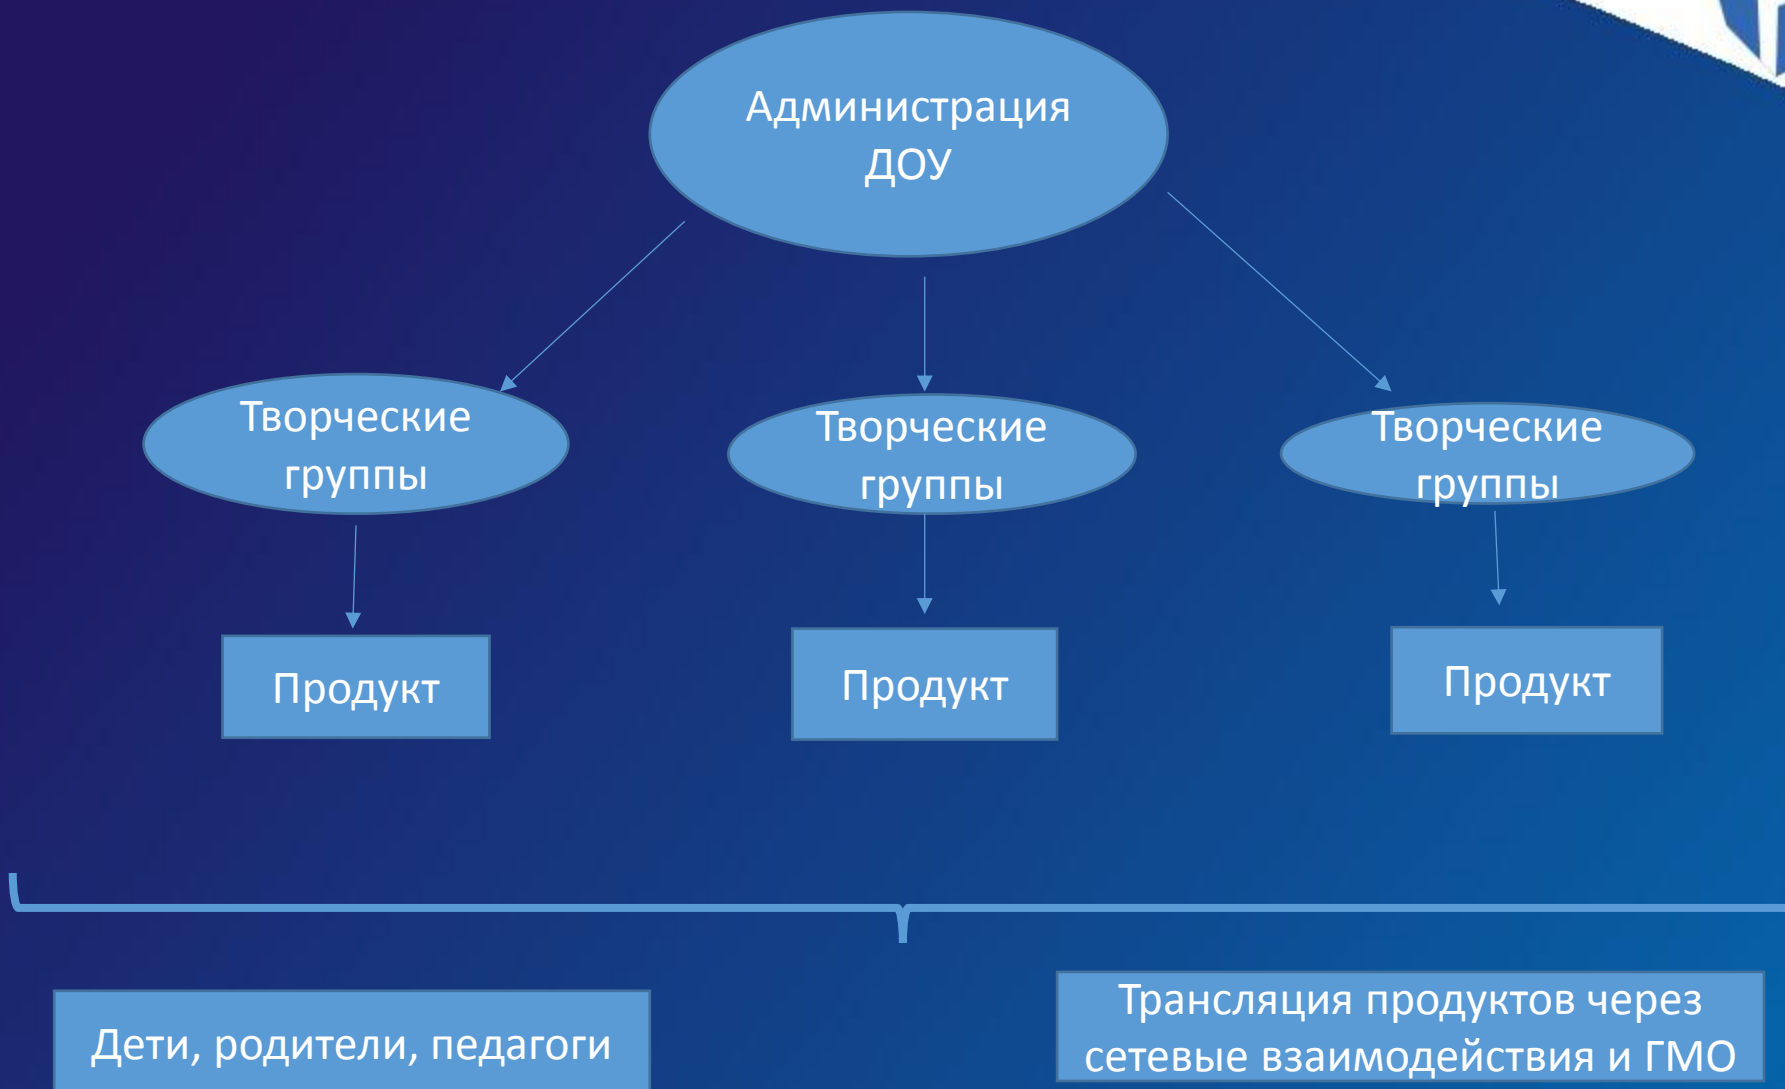 Администрация
ДОУ
Творческие
группы
Творческие
группы
Творческие
группы
Продукт
Продукт
Продукт
Дети, родители, педагоги
Трансляция продуктов через
сетевые взаимодействия и ГМО